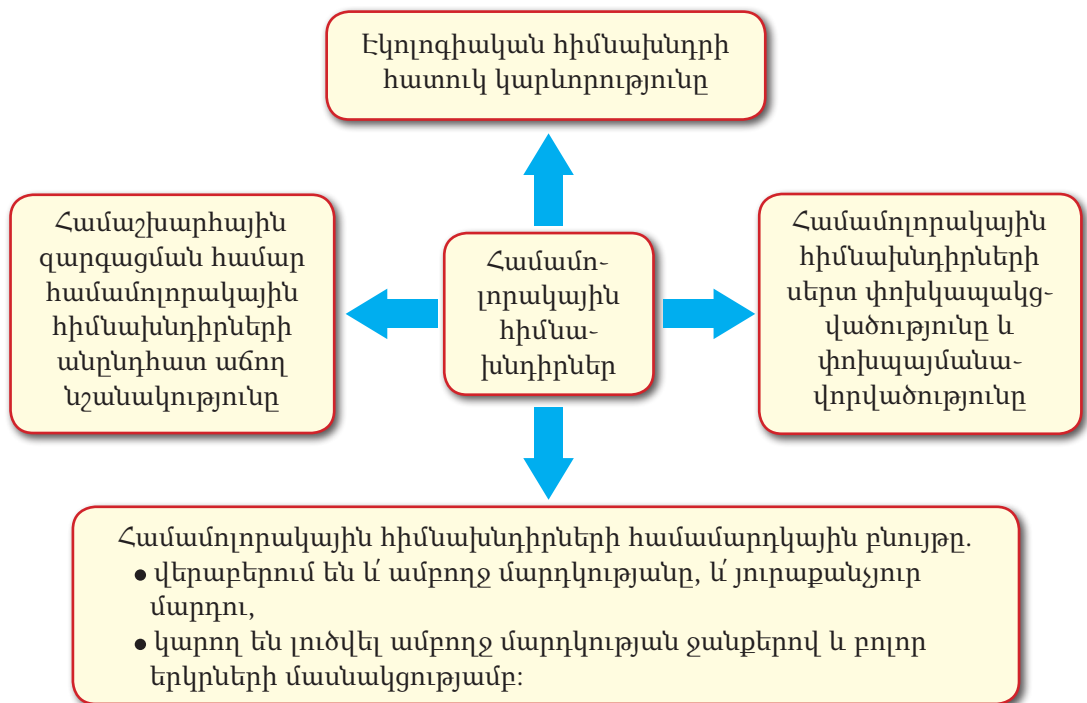 Էկոլոգիական հիմնախնդրի
հատուկ կարևորությունը
Համաշխարհային
զարգացման համար
համամոլորակային
հիմնախնդիրների
անընդհատ աճող
նշանակությունը
Համամո-
լորակային
հիմնա-
խնդիրներ
Համամոլորակային
հիմնախնդիրների
սերտ փոխկապակց-
վածությունը և
փոխպայմանա-
վորվածությունը
Համամոլորակային հիմնախնդիրների համամարդկային բնույթը.
● վերաբերում են և՛ ամբողջ մարդկությանը, և՛ յուրաքանչյուր
մարդու,
● կարող են լուծվել ամբողջ մարդկության ջանքերով և բոլոր
երկրների մասնակցությամբ: